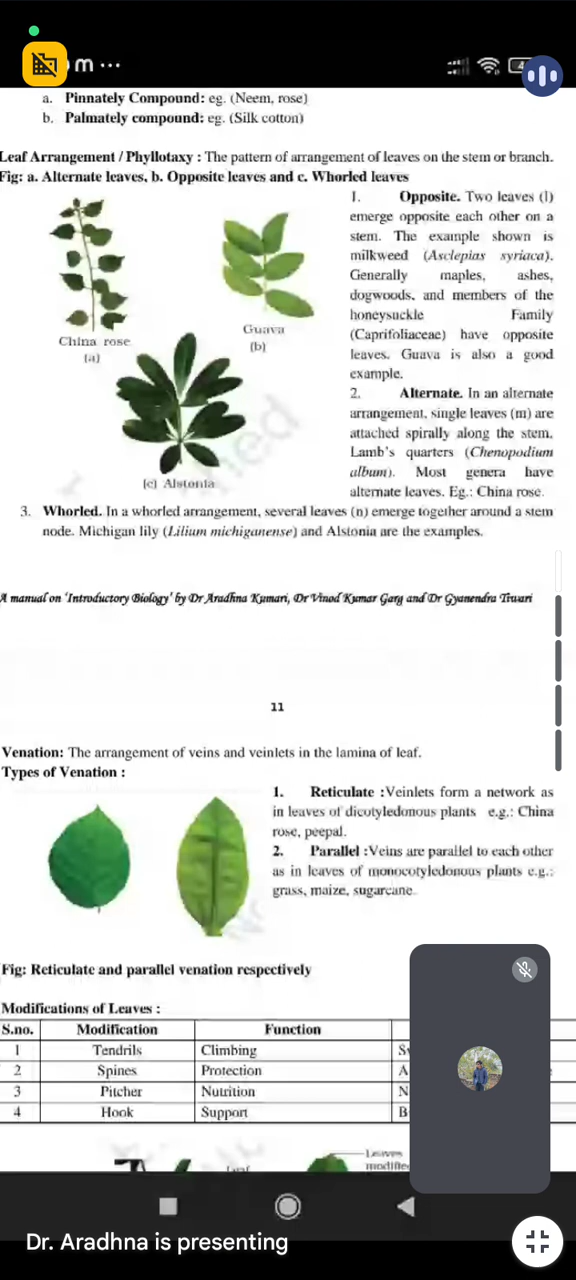 m ...
a. Pinnately Compound: eg. (Neem, rose)
b. Palmately compound: eg. (Silk cotton)
Leaf Arrangement / Phyllotaxy : The pattern of arrangement of leaves on the stem or branch.
Fig: a. Alternate leaves, b. Opposite leaves and c. Whorled leaves
China rose
(a)
Guava
(b)
(c) Alstonia
1. Opposite. Two leaves (l)
emerge opposite each other on a
stem. The example shown is
milkweed (Asclepias syriaca).
Generally maples, ashes,
dogwoods, and members of the
honeysuckle Family
(Caprifoliaceae) have opposite
leaves. Guava is also a good
example.
2. Alternate. In an alternate
arrangement, single leaves (m) are
attached spirally along the stem.
Lamb's quarters (Chenopodium
album). Most genera have
alternate leaves. Eg.: China rose.
3. Whorled. In a whorled arrangement, several leaves (n) emerge together around a stem
node. Michigan lily (Lilium michiganense) and Alstonia are the examples.
A manual on 'Introductory Biology' by Dr Aradhna Kumari, Dr Vinod Kumar Garg and Dr Gyanendra Tiwari
11
Venation: The arrangement of veins and veinlets in the lamina of leaf.
Types of Venation :
1. Reticulate :Veinlets form a network as
in leaves of dicotyledonous plants e.g.: China
rose, peepal.
2. Parallel :Veins are parallel to each other
as in leaves of monocotyledonous plants e.g.:
grass, maize, sugarcane.
Fig: Reticulate and parallel venation respectively
Modifications of Leaves :
S.no. Modification Function
1 Tendrils Climbing
2 Spines Protection A
3 Pitcher Nutrition N
4 Hook Support B
Leaf
Leaves
modifie
Dr. Aradhna is presenting